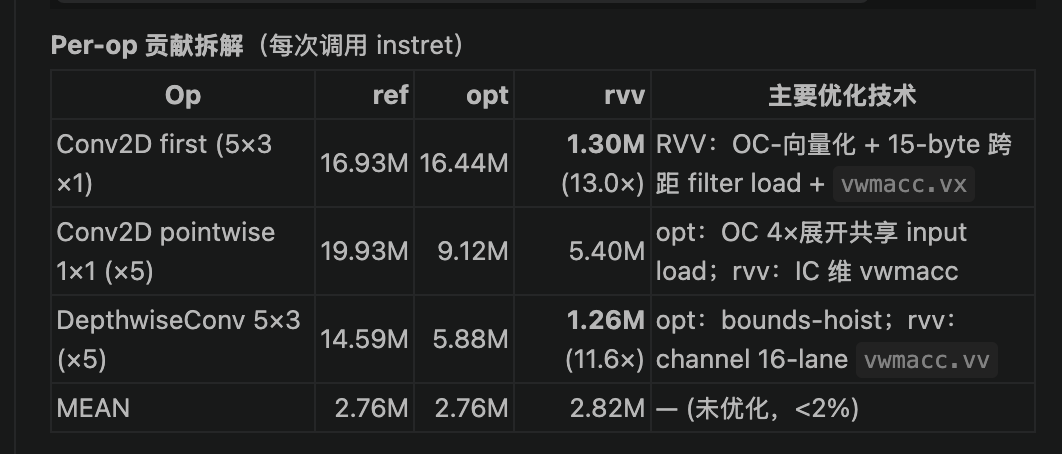 Per-op 贡献拆解（每次调用 instret）
Op ref opt rvv 主要优化技术
Conv2D first (5×3
×1) 16.93M 16.44M 1.30M
(13.0×) RVV：OC-向量化 + 15-byte 跨
距 filter load + vwmacc.vx
Conv2D pointwise
1×1 (×5) 19.93M 9.12M 5.40M opt：OC 4×展开共享 input
load；rvv：IC 维 vwmacc
DepthwiseConv 5×3
(×5) 14.59M 5.88M 1.26M
(11.6×) opt：bounds-hoist；rvv：
channel 16-lane vwmacc.vv
MEAN 2.76M 2.76M 2.82M — (未优化，<2%)